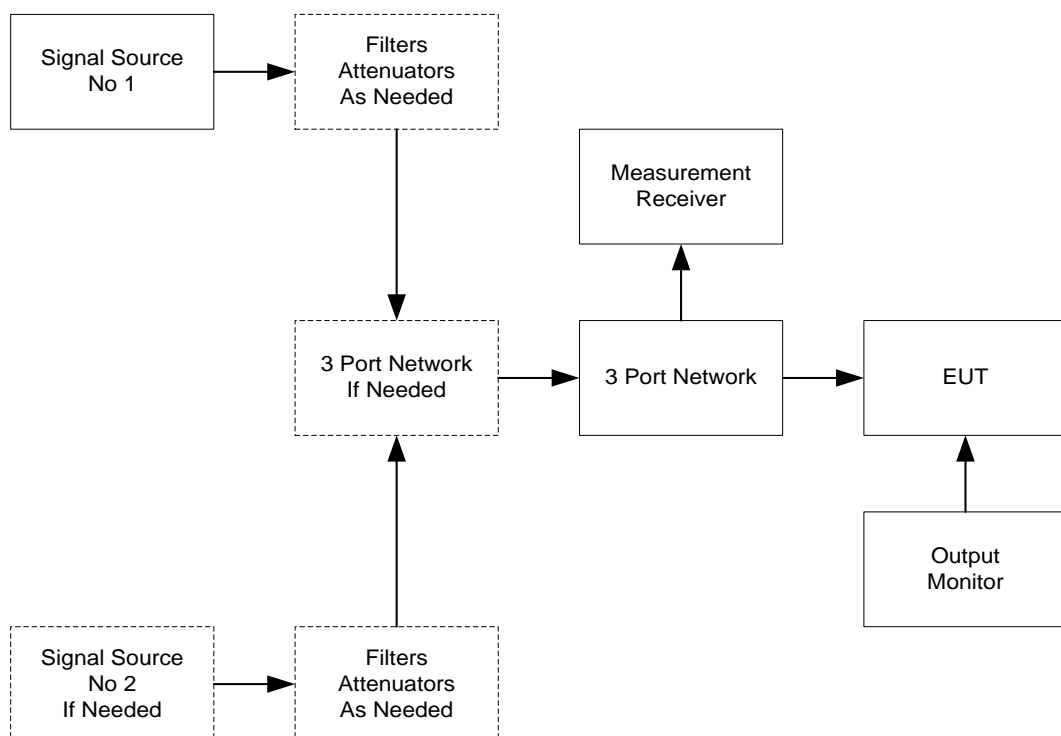 Signal Source
No 1
Filters
Attenuators
As Needed
Measurement
Receiver
3 Port Network
If Needed
3 Port Network
EUT
Output
Monitor
Signal Source
No 2
If Needed
Filters
Attenuators
As Needed